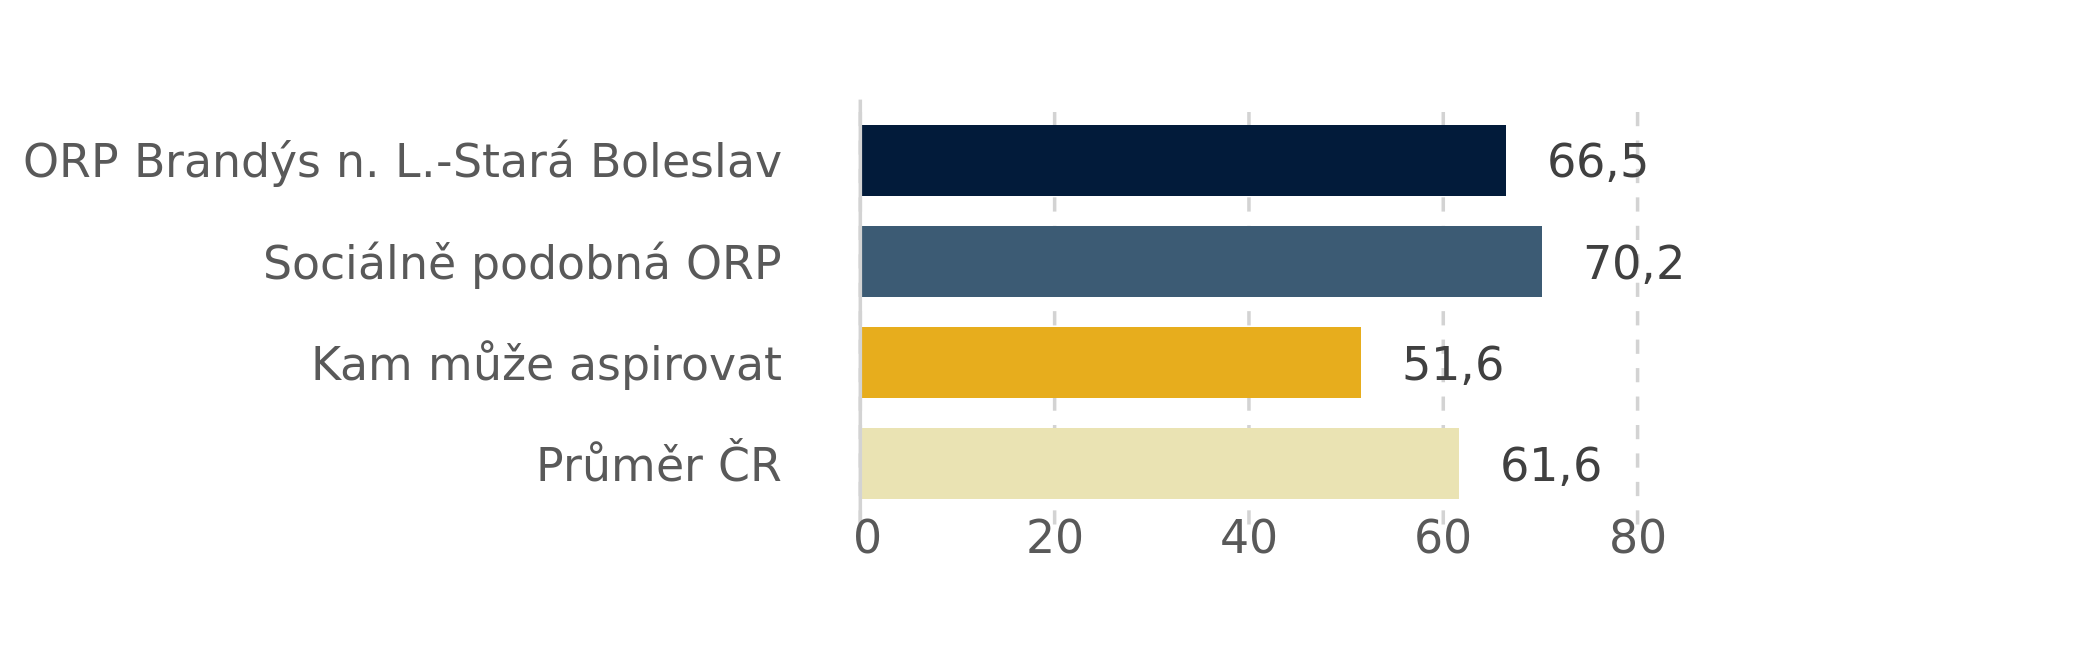 ORP Brandýs n. L.-Stará Boleslav 66,5
Sociálně podobná ORP 70,2
Kam může aspirovat 51,6
Průměr ČR 61,6
0 20 40 60 80